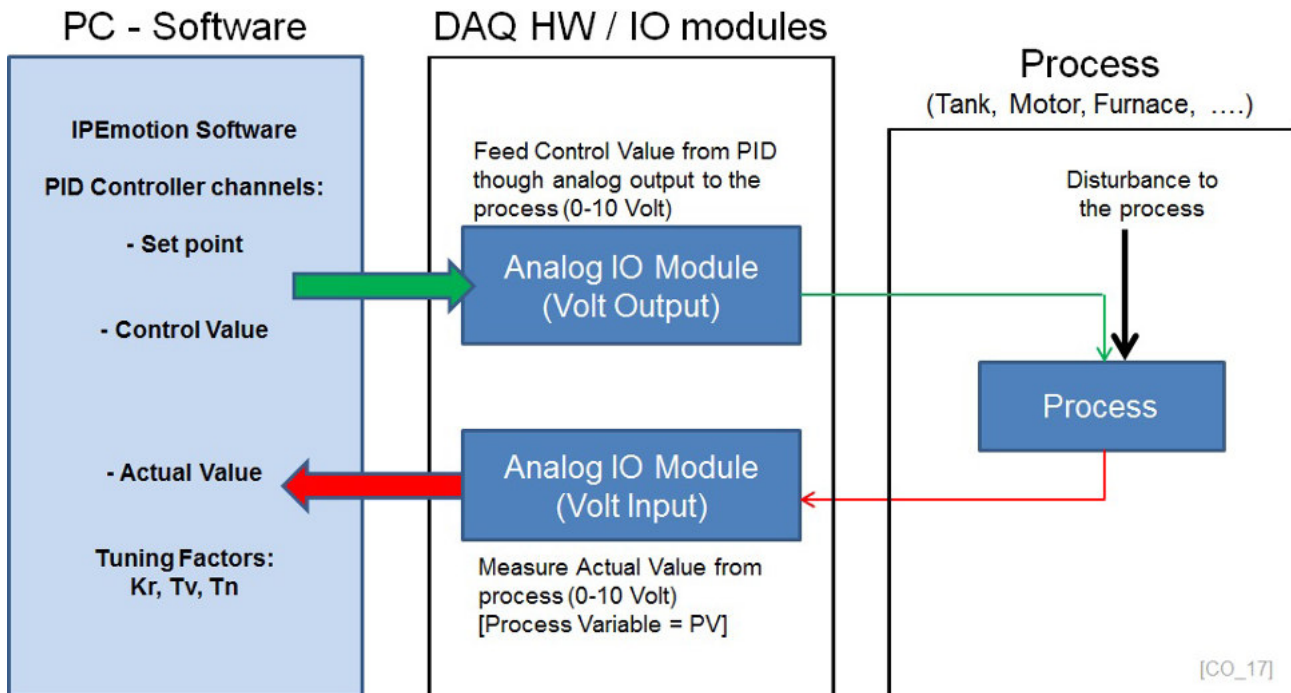 PC - Software
IPEmotion Software
PID Controller channels:
- Set point
- Control Value
- Actual Value
Tuning Factors:
Kr, Tv, Tn
DAQ HW / IO modules
Feed Control Value from PID
though analog output to the
process (0-10 Volt)
Analog IO Module
(Volt Output)
Analog IO Module
(Volt Input)
Measure Actual Value from
process (0-10 Volt)
[Process Variable = PV]
Process
(Tank, Motor, Furnace, ....)
Disturbance to
the process
Process
[CO_17]